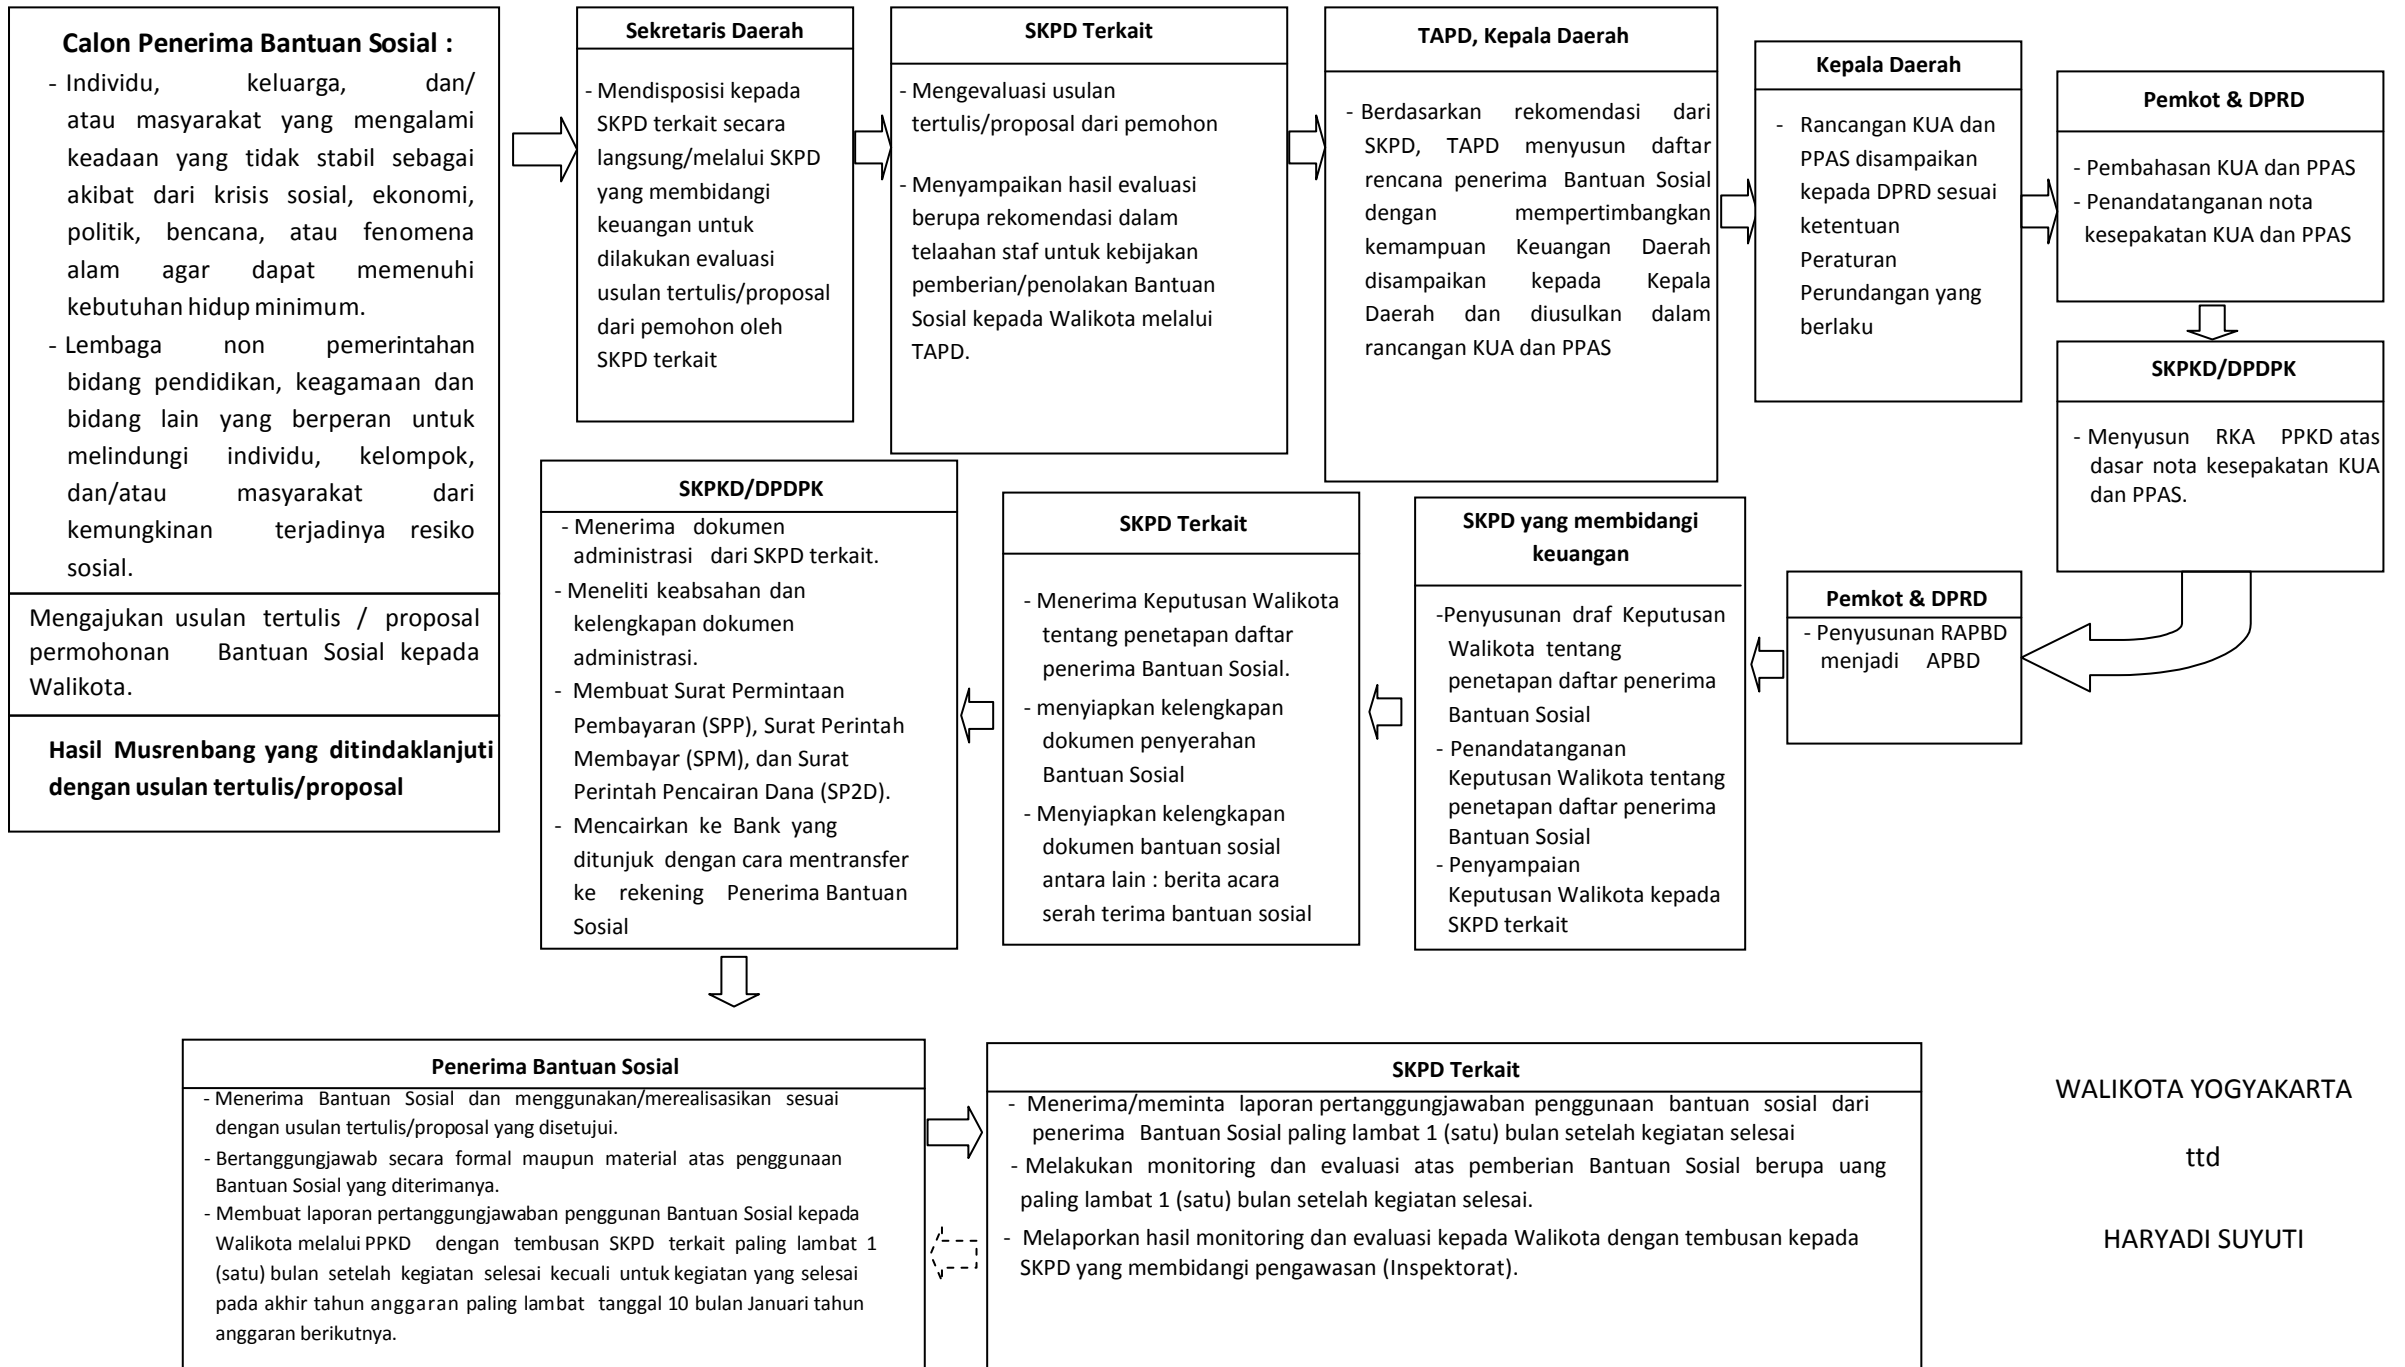 Calon Penerima Bantuan Sosial :
- Individu, keluarga, dan/
atau masyarakat yang mengalami
keadaan yang tidak stabil sebagai
akibat dari krisis sosial, ekonomi,
politik, bencana, atau fenomena
alam agar dapat memenuhi
kebutuhan hidup minimum.
- Lembaga non pemerintahan
bidang pendidikan, keagamaan dan
bidang lain yang berperan untuk
melindungi individu, kelompok,
dan/atau masyarakat dari
kemungkinan terjadinya resiko
sosial.
Mengajukan usulan tertulis / proposal
permohonan Bantuan Sosial kepada
Walikota.
Hasil Musrenbang yang ditindaklanjuti
dengan usulan tertulis/proposal
Sekretaris Daerah
- Mendisposisi kepada
SKPD terkait secara
langsung/melalui SKPD
yang membidangi
keuangan untuk
dilakukan evaluasi
usulan tertulis/proposal
dari pemohon oleh
SKPD terkait
SKPD Terkait
- Mengevaluasi usulan
tertulis/proposal dari pemohon
- Menyampaikan hasil evaluasi
berupa rekomendasi dalam
telaahan staf untuk kebijakan
pemberian/penolakan Bantuan
Sosial kepada Walikota melalui
TAPD.
TAPD, Kepala Daerah
- Berdasarkan rekomendasi dari
SKPD, TAPD menyusun daftar
rencana penerima Bantuan Sosial
dengan mempertimbangkan
kemampuan Keuangan Daerah
disampaikan kepada Kepala
Daerah dan diusulkan dalam
rancangan KUA dan PPAS
Kepala Daerah
- Rancangan KUA dan
PPAS disampaikan
kepada DPRD sesuai
ketentuan
Peraturan
Perundangan yang
berlaku
Pemkot & DPRD
- Pembahasan KUA dan PPAS
- Penandatanganan nota
kesepakatan KUA dan PPAS
SKPKD/DPDPK
- Menyusun RKA PPKD atas
dasar nota kesepakatan KUA
dan PPAS.
Pemkot & DPRD
- Penyusunan RAPBD
menjadi APBD
SKPD yang membidangi
keuangan
-Penyusunan draf Keputusan
Walikota tentang
penetapan daftar penerima
Bantuan Sosial
- Penandatanganan
Keputusan Walikota tentang
penetapan daftar penerima
Bantuan Sosial
- Penyampaian
Keputusan Walikota kepada
SKPD terkait
SKPD Terkait
- Menerima Keputusan Walikota
tentang penetapan daftar
penerima Bantuan Sosial.
- menyiapkan kelengkapan
dokumen penyerahan
Bantuan Sosial
- Menyiapkan kelengkapan
dokumen bantuan sosial
antara lain : berita acara
serah terima bantuan sosial
SKPKD/DPDPK
- Menerima dokumen
administrasi dari SKPD terkait.
- Meneliti keabsahan dan
kelengkapan dokumen
administrasi.
- Membuat Surat Permintaan
Pembayaran (SPP), Surat Perintah
Membayar (SPM), dan Surat
Perintah Pencairan Dana (SP2D).
- Mencairkan ke Bank yang
ditunjuk dengan cara mentransfer
ke rekening Penerima Bantuan
Sosial
Penerima Bantuan Sosial
- Menerima Bantuan Sosial dan menggunakan/merealisasikan sesuai
dengan usulan tertulis/proposal yang disetujui.
- Bertanggungjawab secara formal maupun material atas penggunaan
Bantuan Sosial yang diterimanya.
- Membuat laporan pertanggungjawaban penggunan Bantuan Sosial kepada
Walikota melalui PPKD dengan tembusan SKPD terkait paling lambat 1
(satu) bulan setelah kegiatan selesai kecuali untuk kegiatan yang selesai
pada akhir tahun anggaran paling lambat tanggal 10 bulan Januari tahun
anggaran berikutnya.
SKPD Terkait
- Menerima/meminta laporan pertanggungjawaban penggunaan bantuan sosial dari
penerima Bantuan Sosial paling lambat 1 (satu) bulan setelah kegiatan selesai
- Melakukan monitoring dan evaluasi atas pemberian Bantuan Sosial berupa uang
paling lambat 1 (satu) bulan setelah kegiatan selesai.
- Melaporkan hasil monitoring dan evaluasi kepada Walikota dengan tembusan kepada
SKPD yang membidangi pengawasan (Inspektorat).
WALIKOTA YOGYAKARTA
ttd
HARYADI SUYUTI